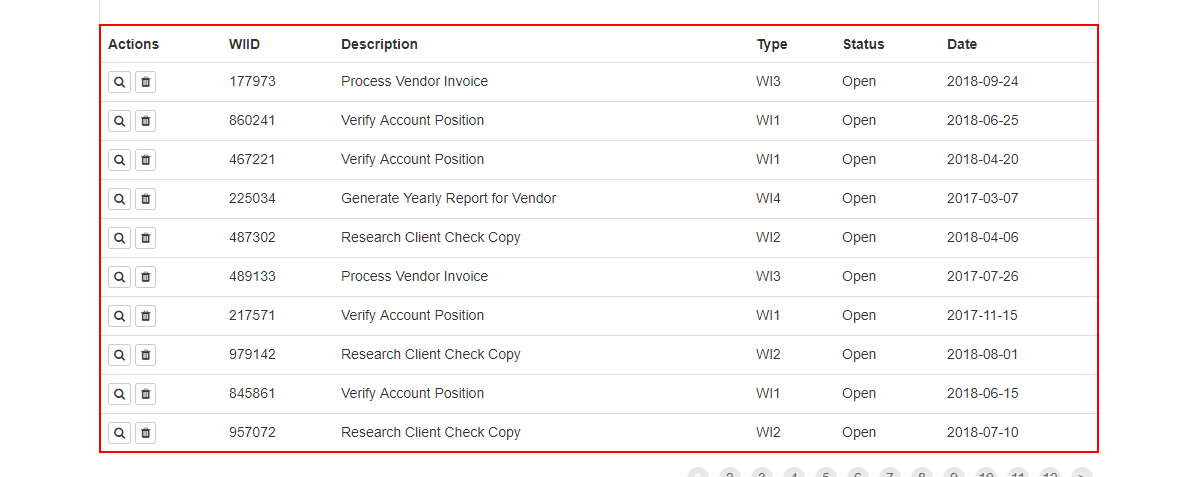 Actions WIID Description Type Status Date
177973 Process Vendor Invoice WI3 Open 2018-09-24
860241 Verify Account Position WI1 Open 2018-06-25
467221 Verify Account Position WI1 Open 2018-04-20
225034 Generate Yearly Report for Vendor WI4 Open 2017-03-07
487302 Research Client Check Copy WI2 Open 2018-04-06
489133 Process Vendor Invoice WI3 Open 2017-07-26
217571 Verify Account Position WI1 Open 2017-11-15
979142 Research Client Check Copy WI2 Open 2018-08-01
845861 Verify Account Position WI1 Open 2018-06-15
957072 Research Client Check Copy WI2 Open 2018-07-10
1 2 3 4 5 6 7 8 9 10 11 12 >